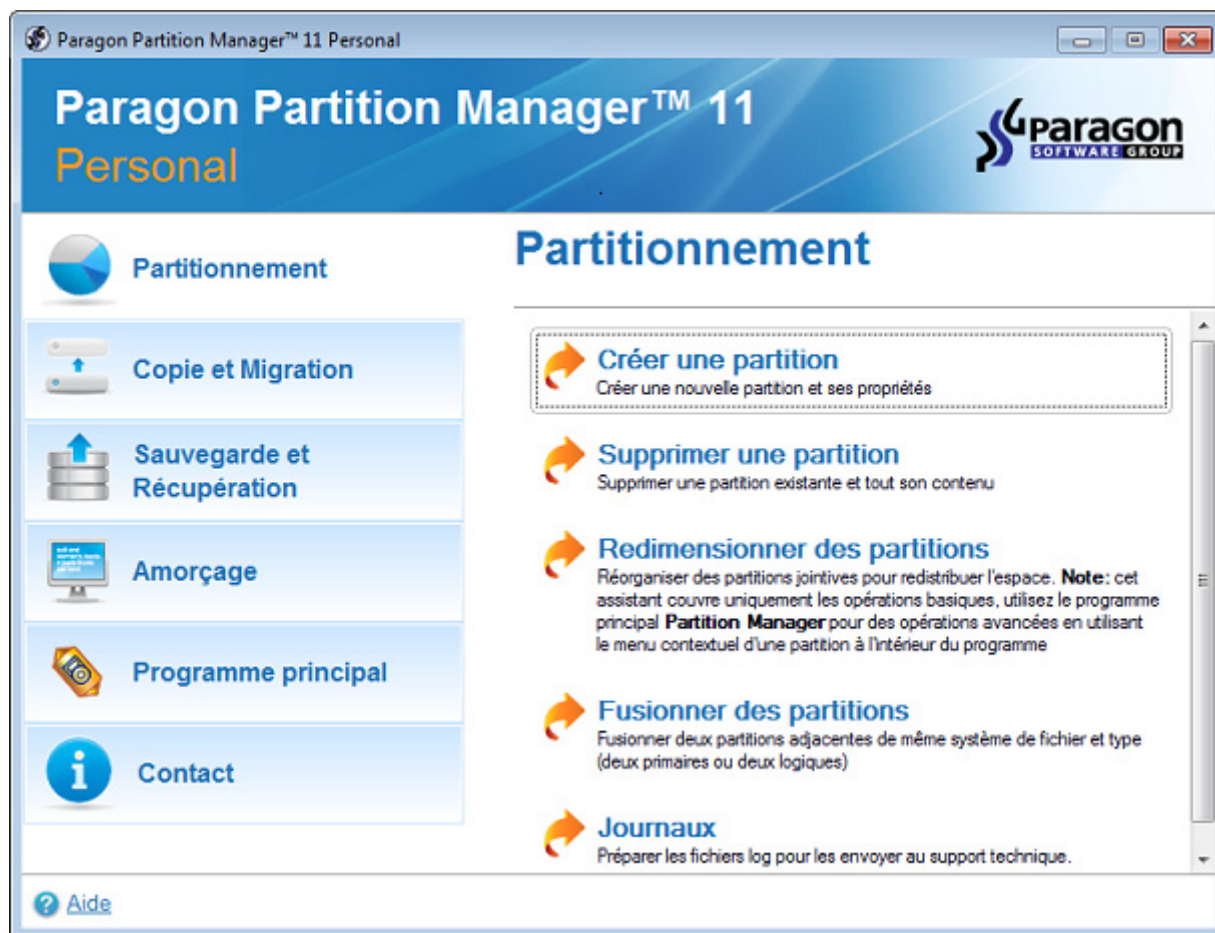 Paragon Partition Manager™ 11 Personal
Paragon Partition Manager™ 11
Personal
Paragon
SOFTWARE GROUP
Partitionnement
Copie et Migration
Sauvegarde et
Récupération
Amorçage
Programme principal
Contact
Partitionnement
Créer une partition
Créer une nouvelle partition et ses propriétés
Supprimer une partition
Supprimer une partition existante et tout son contenu
Redimensionner des partitions
Réorganiser des partitions jointives pour redistribuer l'espace. Note: cet
assistant couvre uniquement les opérations basiques, utilisez le programme
principal Partition Manager pour des opérations avancées en utilisant
le menu contextuel d'une partition à l'intérieur du programme
Fusionner des partitions
Fusionner deux partitions adjacentes de même système de fichier et type
(deux primaires ou deux logiques)
Journaux
Préparer les fichiers log pour les envoyer au support technique.
Aide